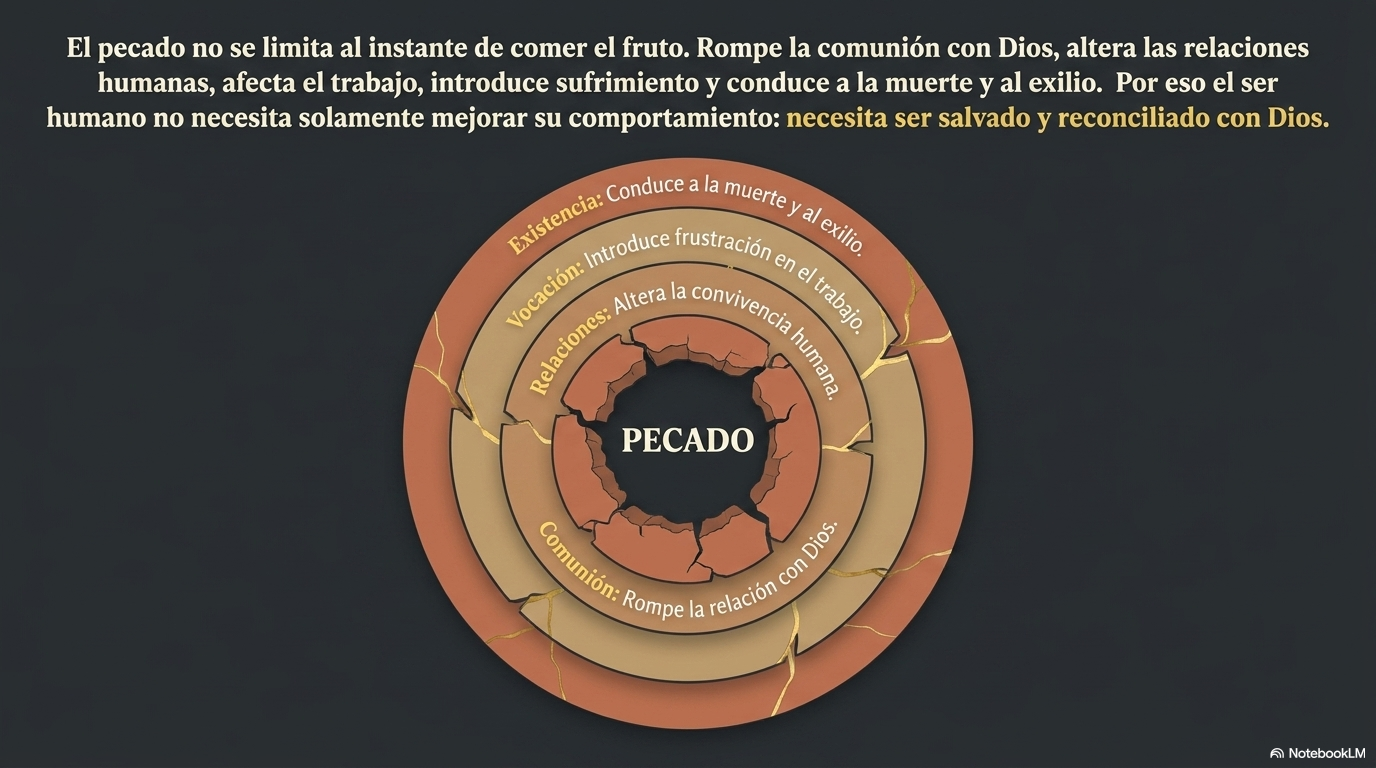 El pecado no se limita al instante de comer el fruto. Rompe la comunión con Dios, altera las relaciones
humanas, afecta el trabajo, introduce sufrimiento y conduce a la muerte y al exilio. Por eso el ser
humano no necesita solamente mejorar su comportamiento: necesita ser salvado y reconciliado con Dios.
Existencia: Conduce a la muerte y al exilio.
Vocación: Introduce frustración en el trabajo.
Relaciones: Altera la convivencia humana.
PECADO
Comunión: Rompe la relación con Dios.
NotebookLM